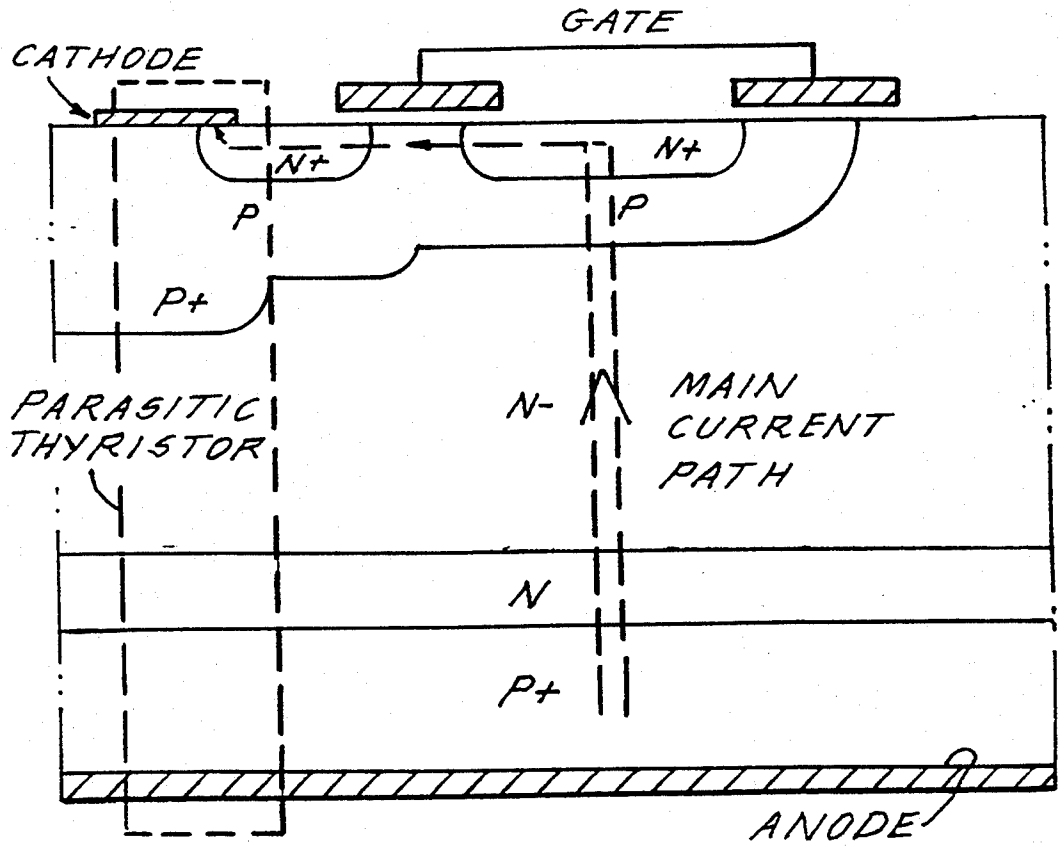 GATE
CATHODE
N+
N+
P
P
P+
N-
MAIN
CURRENT
PATH
PARASITIC
THYRISTOR
N
P+
ANODE